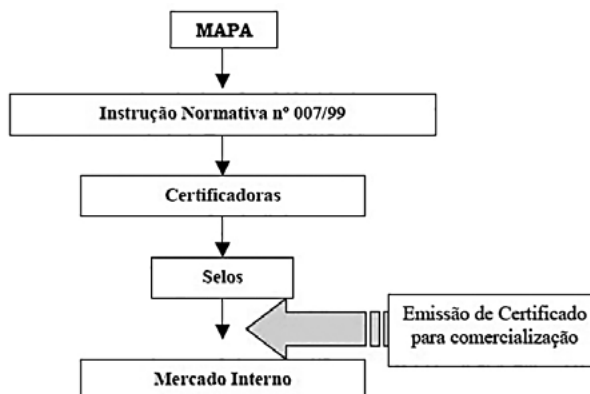 MAPA
Instrução Normativa nº 007/99
Certificadoras
Selos
Emissão de Certificado
para comercialização
Mercado Interno